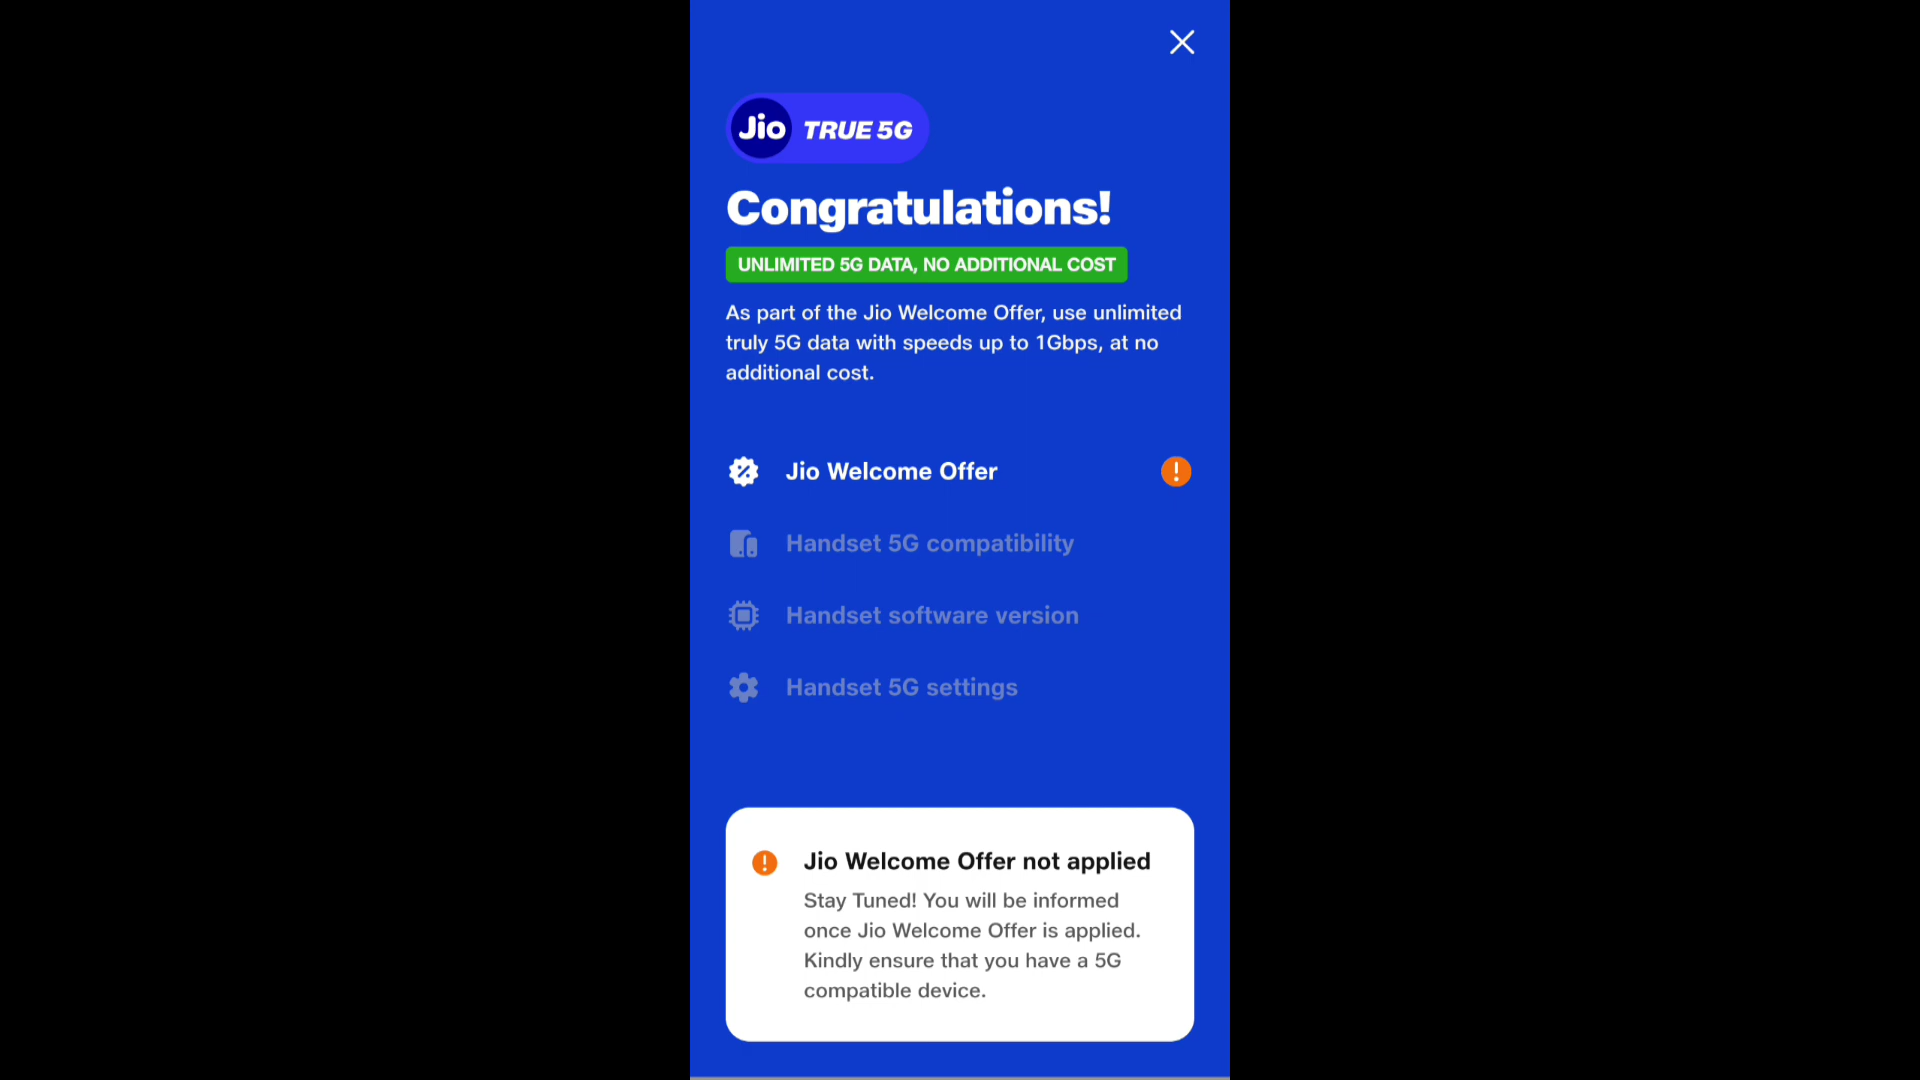 Jio TRUE 5G
Congratulations!
UNLIMITED 5G DATA, NO ADDITIONAL COST
As part of the Jio Welcome Offer, use unlimited
truly 5G data with speeds up to 1Gbps, at no
additional cost.
Jio Welcome Offer
Handset 5G compatibility
Handset software version
Handset 5G settings
Jio Welcome Offer not applied
Stay Tuned! You will be informed
once Jio Welcome Offer is applied.
Kindly ensure that you have a 5G
compatible device.